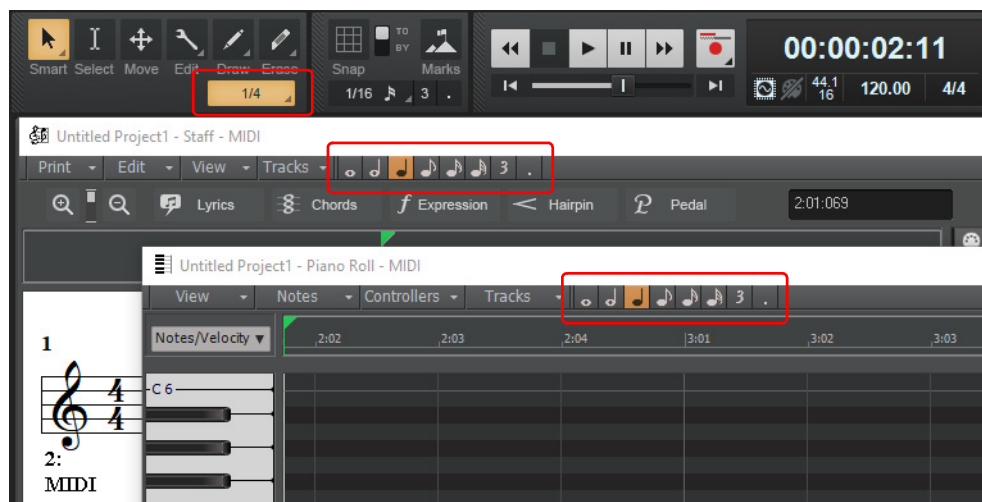 TO
BY
00:00:02:11
Smart Select Move Edit Draw Erase Snap Marks
1/4 1/16 3 . 44.1
16 120.00 4/4
Untitled Project1 - Staff - MIDI
Print Edit View Tracks 3 .
Lyrics Chords f Expression Hairpin P Pedal 2:01:069
Untitled Project1 - Piano Roll - MIDI
View Notes Controllers Tracks 3 .
1 Notes/Velocity 2:02 2:03 2:04 3:01 3:02 3:03
C 6
4
4
2:
MIDI